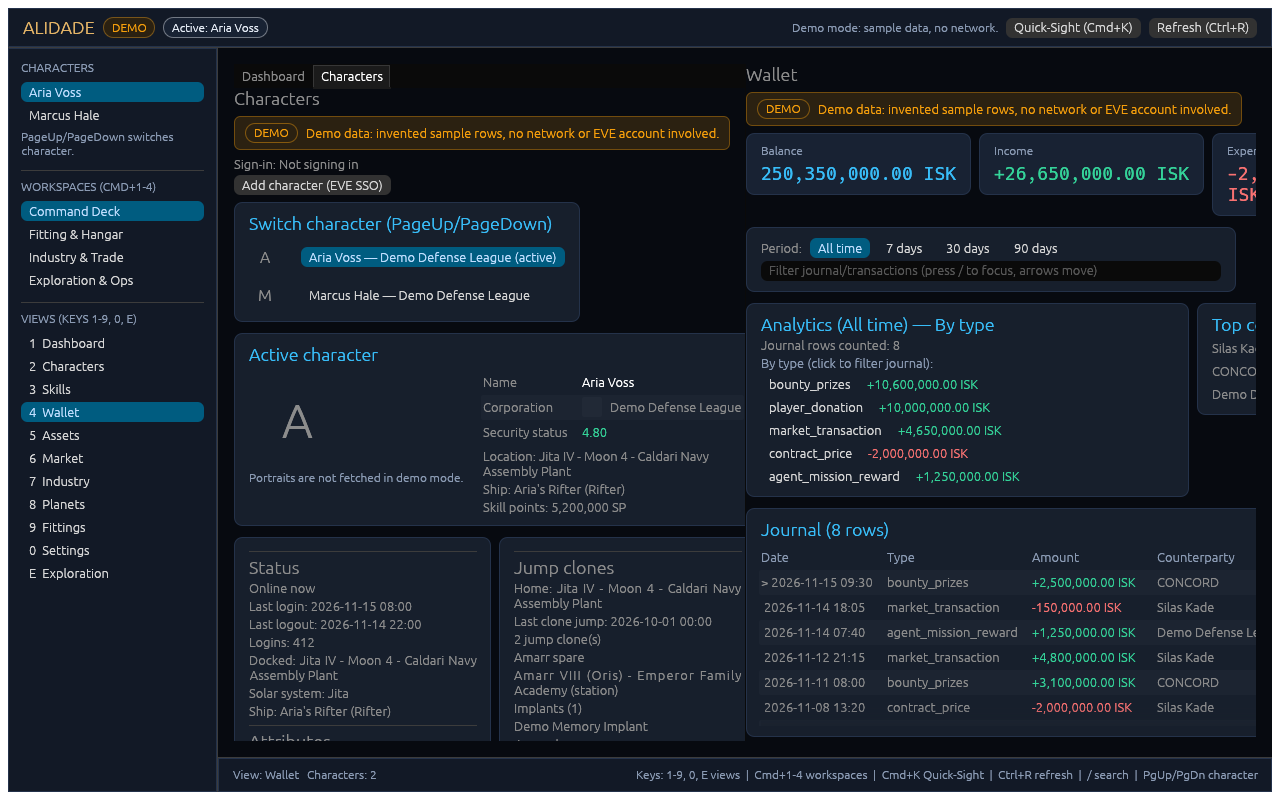 ALIDADE DEMO Active: Aria Voss Demo mode: sample data, no network. Quick-Sight (Cmd+K) Refresh (Ctrl+R)
CHARACTERS
Aria Voss
Marcus Hale
PageUp/PageDown switches
character.
WORKSPACES (CMD+1-4)
Command Deck
Fitting & Hangar
Industry & Trade
Exploration & Ops
VIEWS (KEYS 1-9, 0, E)
1 Dashboard
2 Characters
3 Skills
4 Wallet
5 Assets
6 Market
7 Industry
8 Planets
9 Fittings
0 Settings
E Exploration
Dashboard Characters
Characters
DEMO Demo data: invented sample rows, no network or EVE account involved.
Sign-in: Not signing in
Add character (EVE SSO)
Switch character (PageUp/PageDown)
A Aria Voss — Demo Defense League (active)
M Marcus Hale — Demo Defense League
Active character
A
Portraits are not fetched in demo mode.
Name Aria Voss
Corporation Demo Defense League
Security status 4.80
Location: Jita IV - Moon 4 - Caldari Navy
Assembly Plant
Ship: Aria's Rifter (Rifter)
Skill points: 5,200,000 SP
Status
Online now
Last login: 2026-11-15 08:00
Last logout: 2026-11-14 22:00
Logins: 412
Docked: Jita IV - Moon 4 - Caldari Navy
Assembly Plant
Solar system: Jita
Ship: Aria's Rifter (Rifter)
Attributes
Jump clones
Home: Jita IV - Moon 4 - Caldari Navy
Assembly Plant
Last clone jump: 2026-10-01 00:00
2 jump clone(s)
Amarr spare
Amarr VIII (Oris) - Emperor Family
Academy (station)
Implants (1)
Demo Memory Implant
Wallet
DEMO Demo data: invented sample rows, no network or EVE account involved.
Balance
250,350,000.00 ISK
Income
+26,650,000.00 ISK
Exper
-2,
ISK
Period: All time 7 days 30 days 90 days
Filter journal/transactions (press / to focus, arrows move)
Analytics (All time) — By type
Journal rows counted: 8
By type (click to filter journal):
bounty_prizes +10,600,000.00 ISK
player_donation +10,000,000.00 ISK
market_transaction +4,650,000.00 ISK
contract_price -2,000,000.00 ISK
agent_mission_reward +1,250,000.00 ISK
Top c
Silas Ka
CONCO
Demo D
Journal (8 rows)
Date Type Amount Counterparty
> 2026-11-15 09:30 bounty_prizes +2,500,000.00 ISK CONCORD
2026-11-14 18:05 market_transaction -150,000.00 ISK Silas Kade
2026-11-14 07:40 agent_mission_reward +1,250,000.00 ISK Demo Defense Le
2026-11-12 21:15 market_transaction +4,800,000.00 ISK Silas Kade
2026-11-11 08:00 bounty_prizes +3,100,000.00 ISK CONCORD
2026-11-08 13:20 contract_price -2,000,000.00 ISK Silas Kade
View: Wallet Characters: 2 Keys: 1-9, 0, E views | Cmd+1-4 workspaces | Cmd+K Quick-Sight | Ctrl+R refresh | / search | PgUp/PgDn character